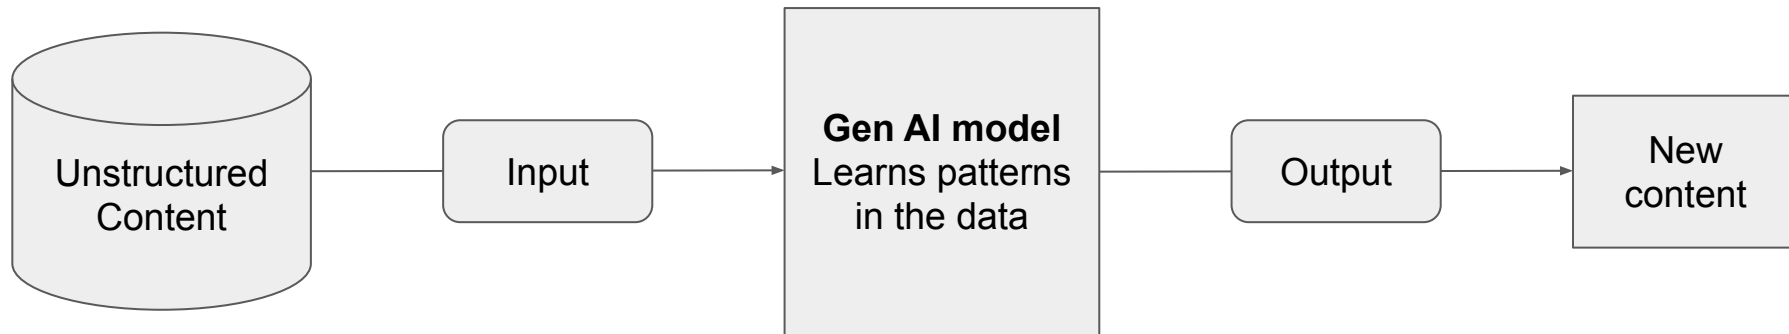 Unstructured
Content
Input
Gen AI model
Learns patterns
in the data
Output
New
content